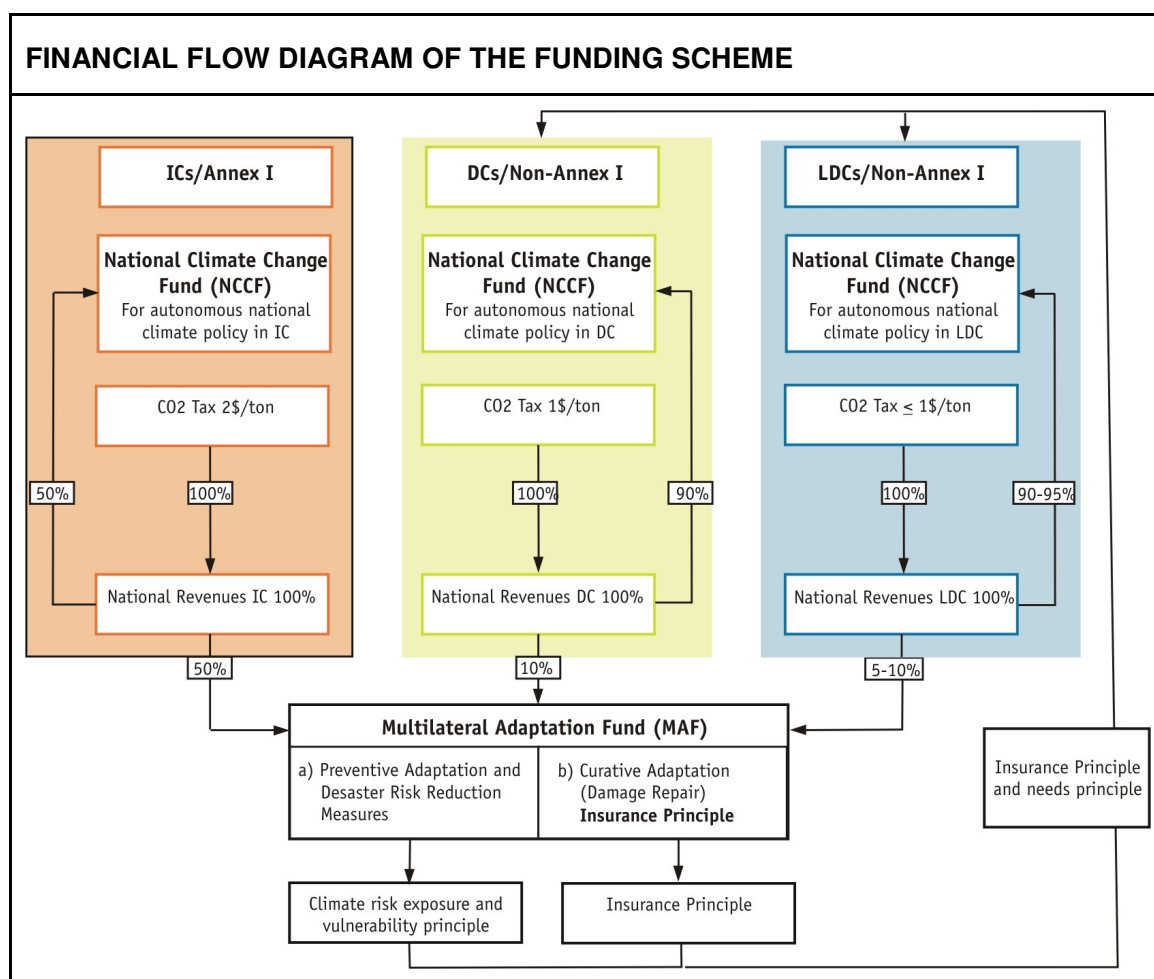 FINANCIAL FLOW DIAGRAM OF THE FUNDING SCHEME
ICs/Annex I
National Climate Change
Fund (NCCF)
For autonomous national
climate policy in IC
CO2 Tax 2$/ton
50%
100%
National Revenues IC 100%
50%
DCs/Non-Annex I
National Climate Change
Fund (NCCF)
For autonomous national
climate policy in DC
CO2 Tax 1$/ton
100%
90%
National Revenues DC 100%
10%
LDCs/Non-Annex I
National Climate Change
Fund (NCCF)
For autonomous national
climate policy in LDC
CO2 Tax ≤ 1$/ton
100%
90-95%
National Revenues LDC 100%
5-10%
Multilateral Adaptation Fund (MAF)
a) Preventive Adaptation and
Desaster Risk Reduction
Measures
b) Curative Adaptation
(Damage Repair)
Insurance Principle
Insurance Principle
and needs principle
Climate risk exposure and
vulnerability principle
Insurance Principle